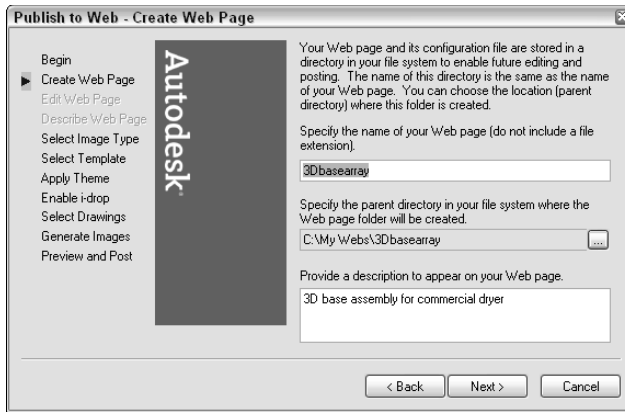 Publish to Web - Create Web Page
Begin
Create Web Page
Edit Web Page
Describe Web Page
Select Image Type
Select Template
Apply Theme
Enable i-drop
Select Drawings
Generate Images
Preview and Post
Autodesk
Your Web page and its configuration file are stored in a
directory in your file system to enable future editing and
posting. The name of this directory is the same as the name
of your Web page. You can choose the location (parent
directory) where this folder is created.
Specify the name of your Web page (do not include a file
extension).
3Dbasearray
Specify the parent directory in your file system where the
Web page folder will be created.
C:\My Webs\3Dbasearray
...
Provide a description to appear on your Web page.
3D base assembly for commercial dryer
< Back
Next >
Cancel